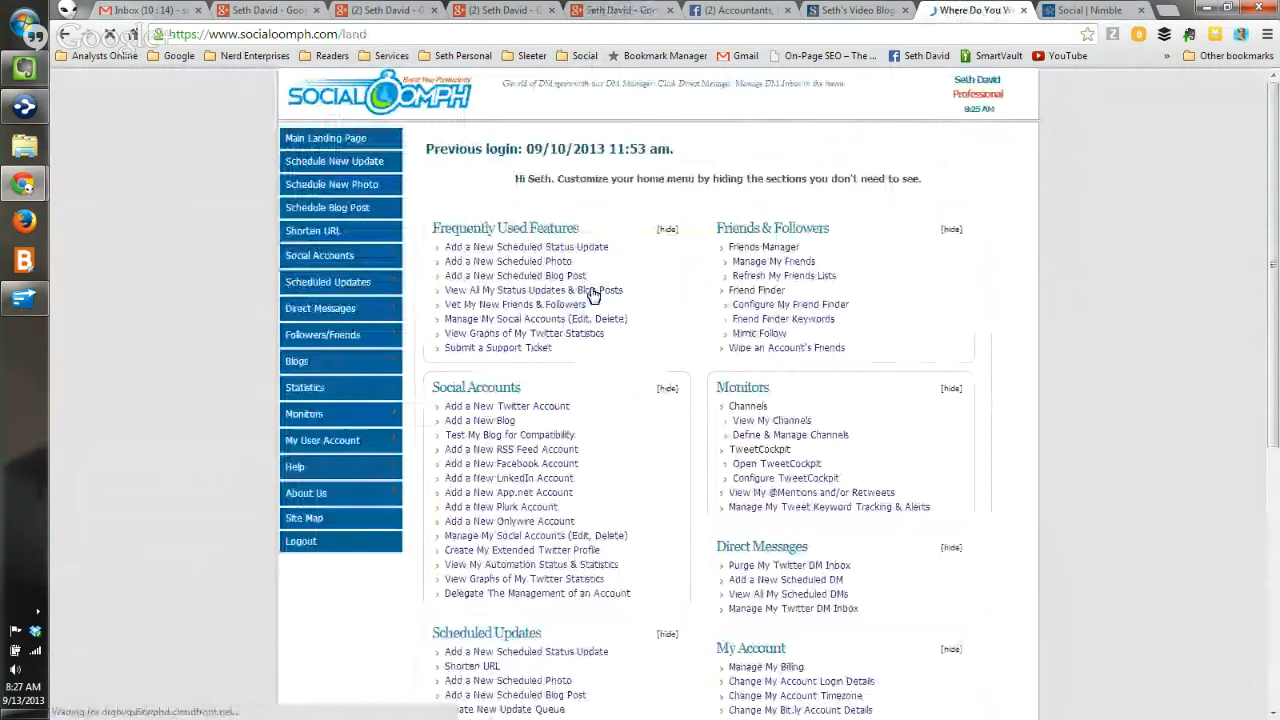 Inbox (10 : 14) - s
Seth David - Goo
(2) Seth David - G
(2) Seth David - G
Seth David - Goo
(2) Accountants,
Seth's Video Blog
Where Do You W
Social | Nimble
Google
https://www.socialoomph.com/land
Analysts Online
Google
Nerd Enterprises
Readers
Services
Seth Personal
Sleeter
Social
Bookmark Manager
Gmail
On-Page SEO – The ...
Seth David
SmartVault
YouTube
»
Other bookmarks
Boost Your Productivity
SOCIALOOMPH
Get rid of DM spam with our DM Manager. Click Direct Message: Manage DM Inbox in the menu.
Seth David
Professional
8:25 AM
Main Landing Page
Schedule New Update
Schedule New Photo
Schedule Blog Post
Shorten URL
Social Accounts
Scheduled Updates
Direct Messages
Followers/Friends
Blogs
Statistics
Monitors
My User Account
Help
About Us
Site Map
Logout
Previous login: 09/10/2013 11:53 am.
Hi Seth. Customize your home menu by hiding the sections you don't need to see.
Frequently Used Features [hide]
Add a New Scheduled Status Update
Add a New Scheduled Photo
Add a New Scheduled Blog Post
View All My Status Updates & Blog Posts
Vet My New Friends & Followers
Manage My Social Accounts (Edit, Delete)
View Graphs of My Twitter Statistics
Submit a Support Ticket
Friends & Followers [hide]
Friends Manager
Manage My Friends
Refresh My Friends Lists
Friend Finder
Configure My Friend Finder
Friend Finder Keywords
Mimic Follow
Wipe an Account's Friends
Social Accounts [hide]
Add a New Twitter Account
Add a New Blog
Test My Blog for Compatibility
Add a New RSS Feed Account
Add a New Facebook Account
Add a New LinkedIn Account
Add a New App.net Account
Add a New Plurk Account
Add a New Onlywire Account
Manage My Social Accounts (Edit, Delete)
Create My Extended Twitter Profile
View My Automation Status & Statistics
View Graphs of My Twitter Statistics
Delegate The Management of an Account
Monitors [hide]
Channels
View My Channels
Define & Manage Channels
TweetCockpit
Open TweetCockpit
Configure TweetCockpit
View My @Mentions and/or Retweets
Manage My Tweet Keyword Tracking & Alerts
Direct Messages [hide]
Purge My Twitter DM Inbox
Add a New Scheduled DM
View All My Scheduled DMs
Manage My Twitter DM Inbox
Scheduled Updates [hide]
Add a New Scheduled Status Update
Shorten URL
Add a New Scheduled Photo
Add a New Scheduled Blog Post
Create New Update Queue
My Account [hide]
Manage My Billing
Change My Account Login Details
Change My Account Timezone
Change My Bit.ly Account Details
8:27 AM
9/13/2013